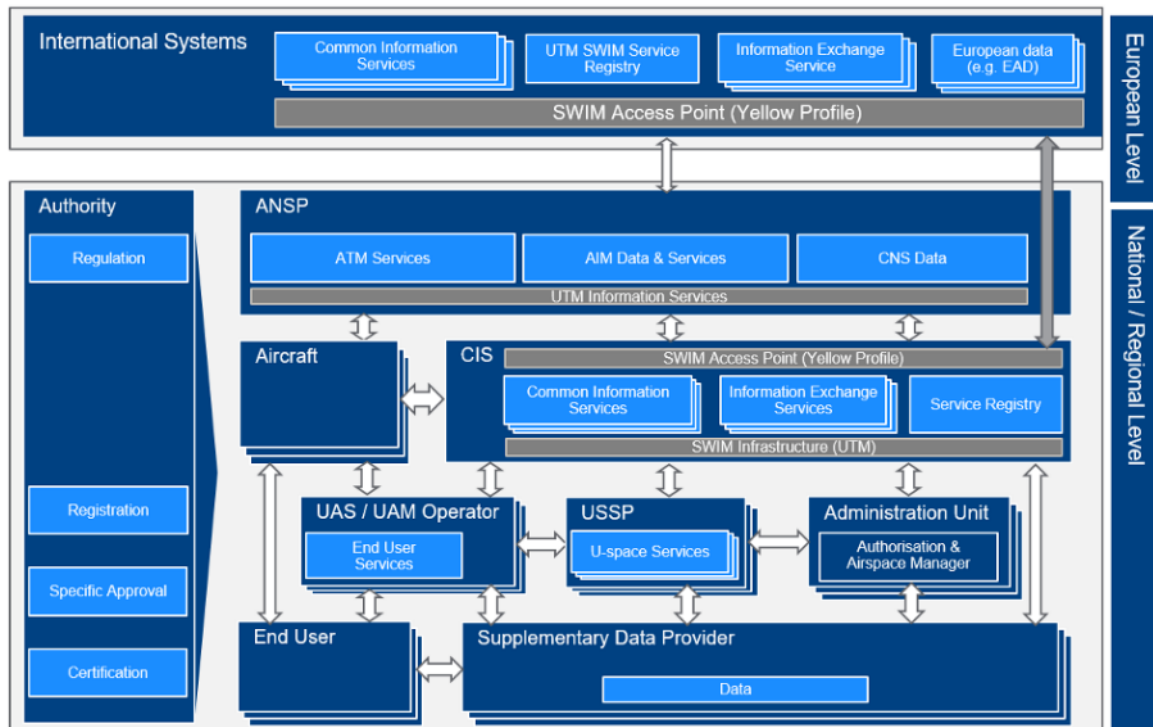 International Systems
Common Information
Services
UTM SWIM Service
Registry
Information Exchange
Service
European data
(e.g. EAD)
SWIM Access Point (Yellow Profile)
European Level
Authority
Regulation
Registration
Specific Approval
Certification
ANSP
ATM Services
AIM Data & Services
CNS Data
UTM Information Services
National / Regional Level
Aircraft
CIS
SWIM Access Point (Yellow Profile)
Common Information
Services
Information Exchange
Services
Service Registry
SWIM Infrastructure (UTM)
UAS / UAM Operator
End User
Services
USSP
U-space Services
Administration Unit
Authorisation &
Airspace Manager
End User
Supplementary Data Provider
Data